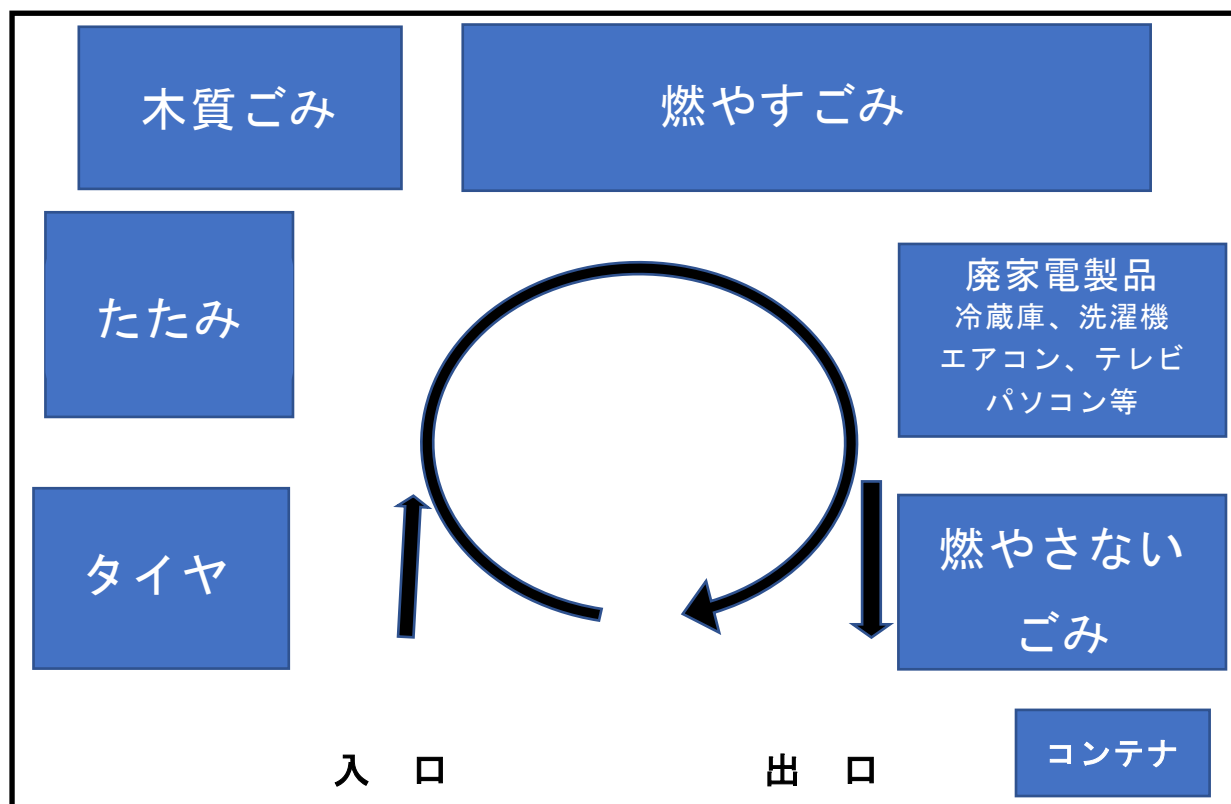 木質ごみ
燃やすごみ
たたみ
廃家電製品
冷蔵庫、洗濯機
エアコン、テレビ
パソコン等
タイヤ
燃やさない
ごみ
コンテナ
入 口
出 口